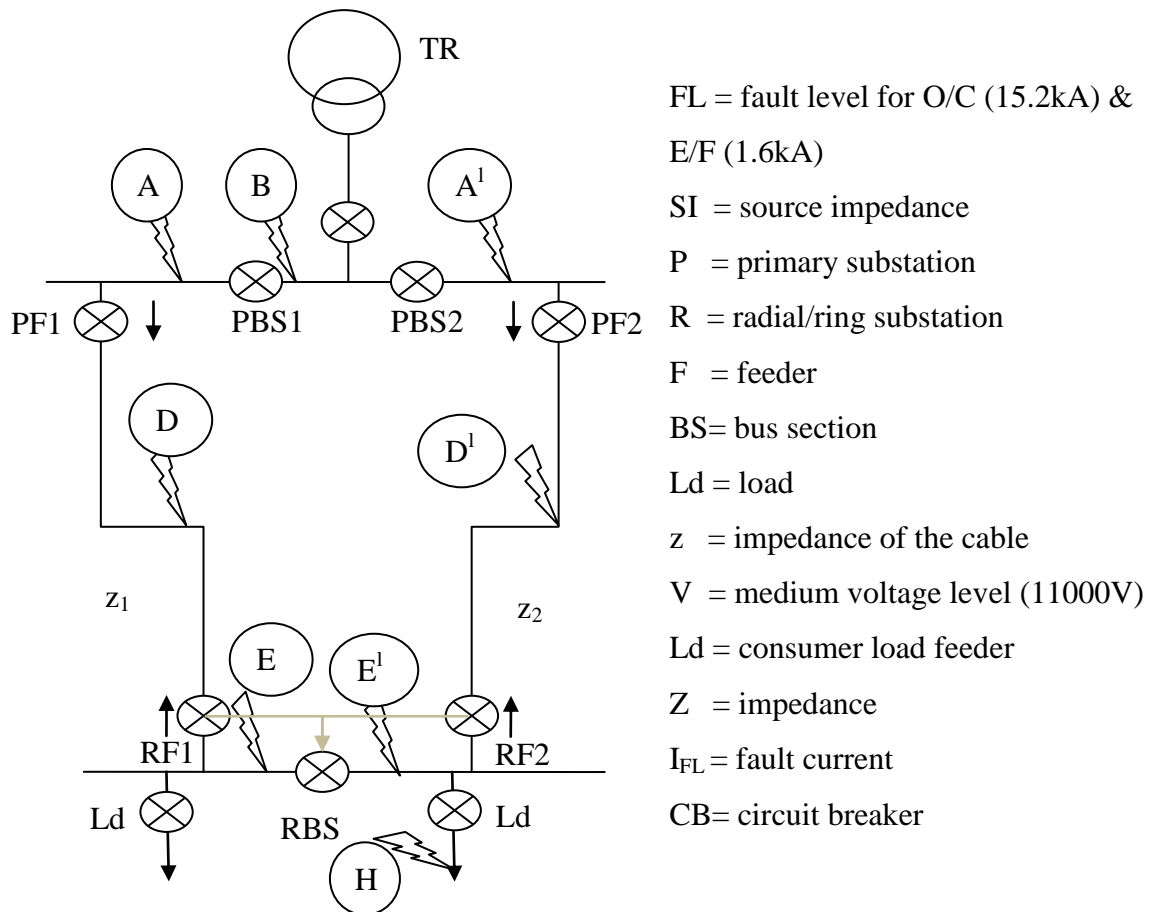 TR
FL = fault level for O/C (15.2kA) &
E/F (1.6kA)
A
B
A¹
SI = source impedance
P = primary substation
PF1
PBS1
PBS2
PF2
R = radial/ring substation
F = feeder
D
D¹
BS= bus section
Ld = load
z = impedance of the cable
z₁
z₂
V = medium voltage level (11000V)
E
E¹
Ld = consumer load feeder
Z = impedance
RF1
RF2
I_FL = fault current
Ld
RBS
Ld
CB= circuit breaker
H